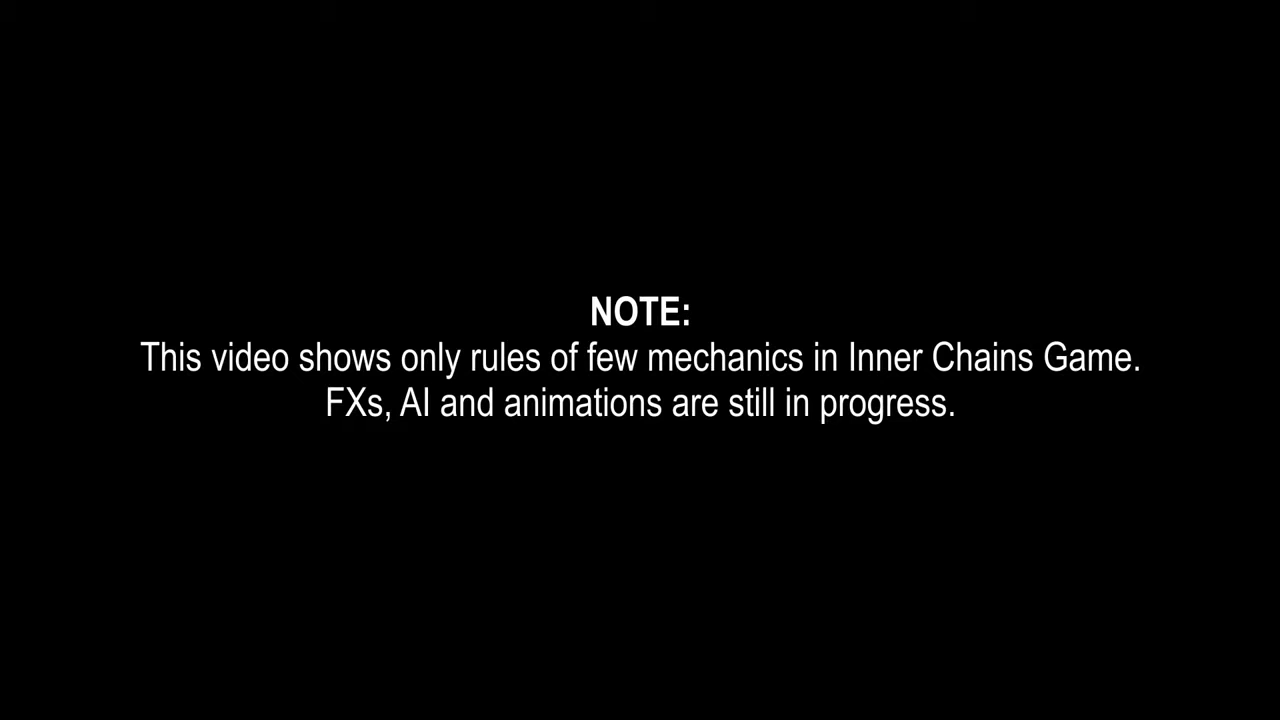 NOTE:
This video shows only rules of few mechanics in Inner Chains Game.
FXs, AI and animations are still in progress.